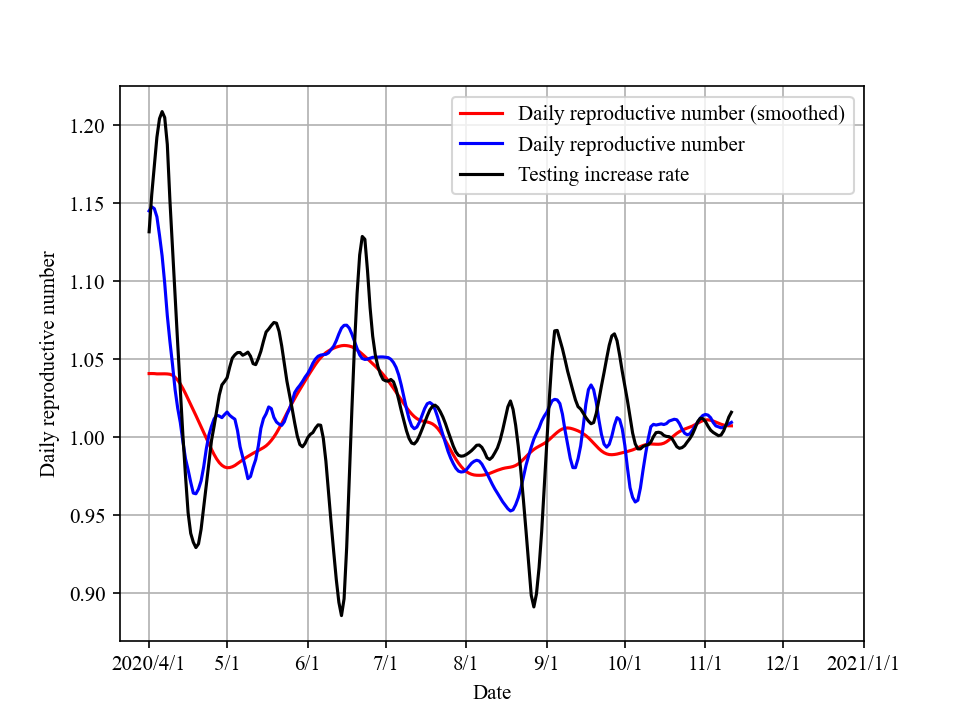 Daily reproductive number (smoothed)
Daily reproductive number
Testing increase rate
1.20
1.15
1.10
1.05
1.00
0.95
0.90
Daily reproductive number
2020/4/1 5/1 6/1 7/1 8/1 9/1 10/1 11/1 12/1 2021/1/1
Date